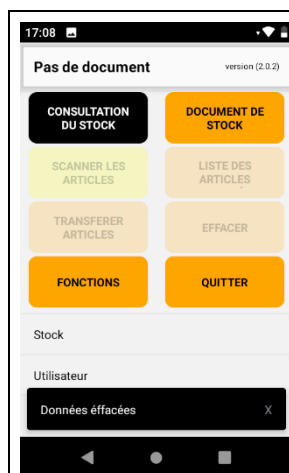 17:08
Pas de document version (2.0.2)
CONSULTATION
DU STOCK
DOCUMENT DE
STOCK
SCANNER LES
ARTICLES
LISTE DES
ARTICLES
TRANSFERER
ARTICLES
EFFACER
FONCTIONS
QUITTER
Stock
Utilisateur
Données éffacées X